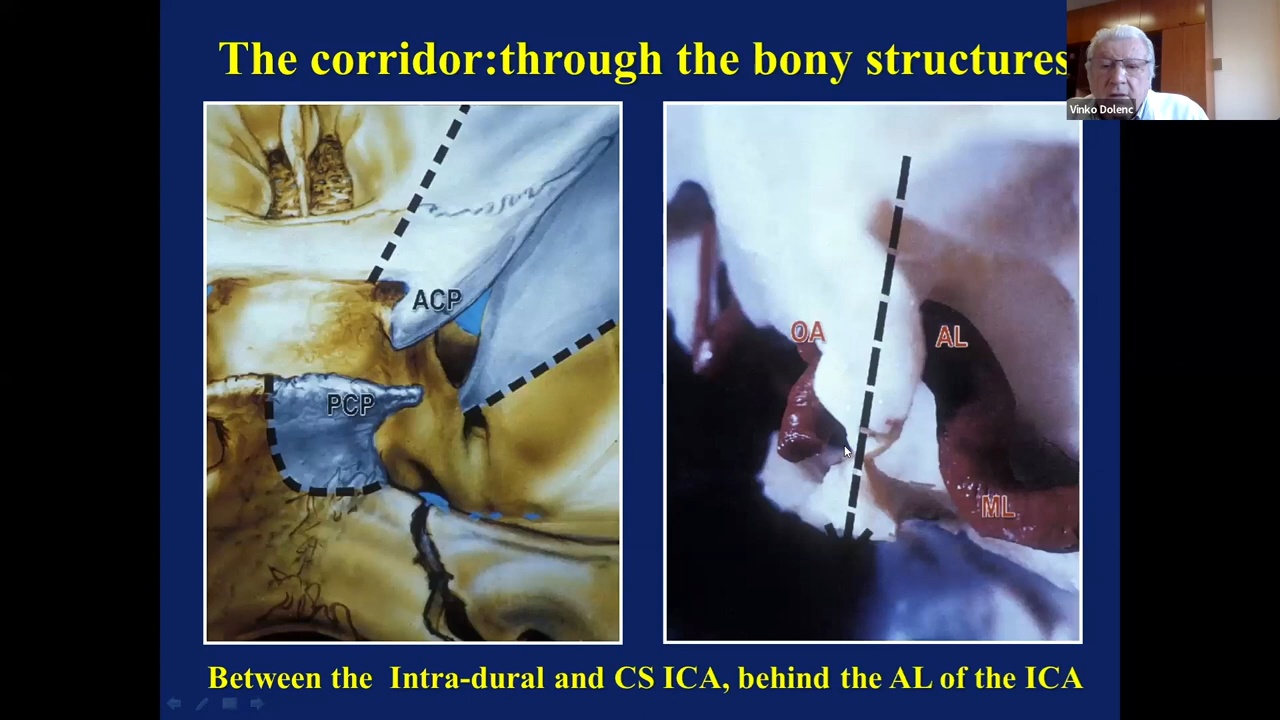 The corridor:through the bony structures
Vinko Dolenc
ACP
PCP
OA
AL
ML
Between the  Intra-dural and CS ICA, behind the AL of the ICA